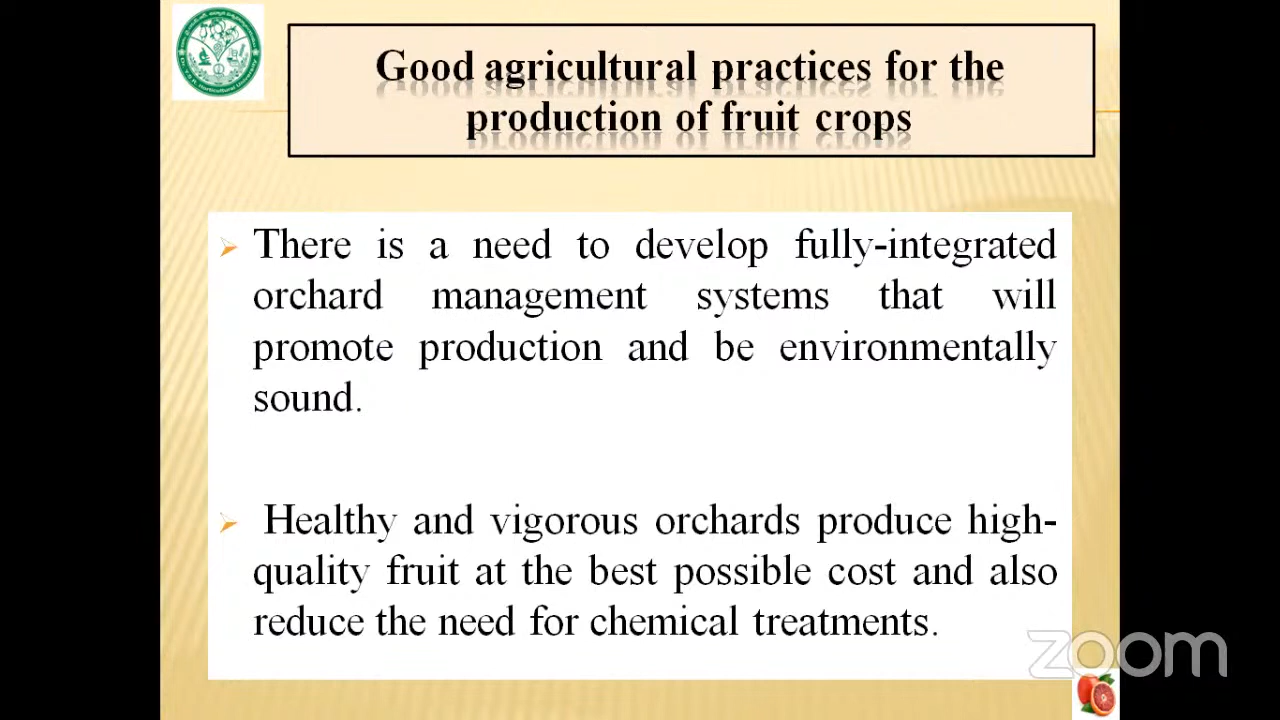 Good agricultural practices for the
production of fruit crops
There is a need to develop fully-integrated
orchard management systems that will
promote production and be environmentally
sound.
Healthy and vigorous orchards produce high-
quality fruit at the best possible cost and also
reduce the need for chemical treatments.
zoom